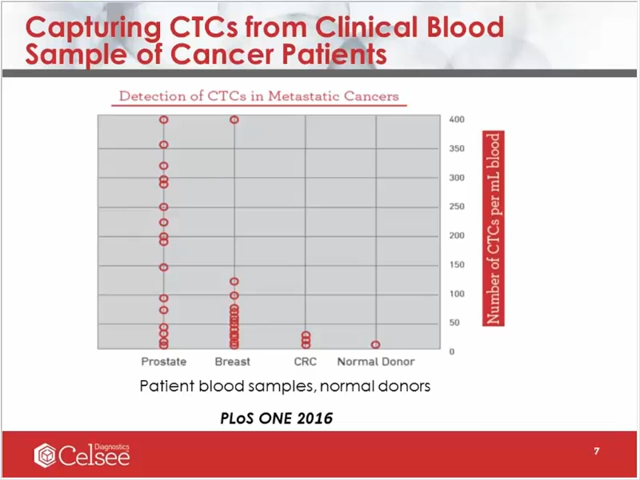 Capturing CTCs from Clinical Blood
Sample of Cancer Patients
Detection of CTCs in Metastatic Cancers
400
350
300
250
200
150
100
50
0
Number of CTCs per mL blood
Prostate Breast CRC Normal Donor
Patient blood samples, normal donors
PLoS ONE 2016
Diagnostics
Celsee
7